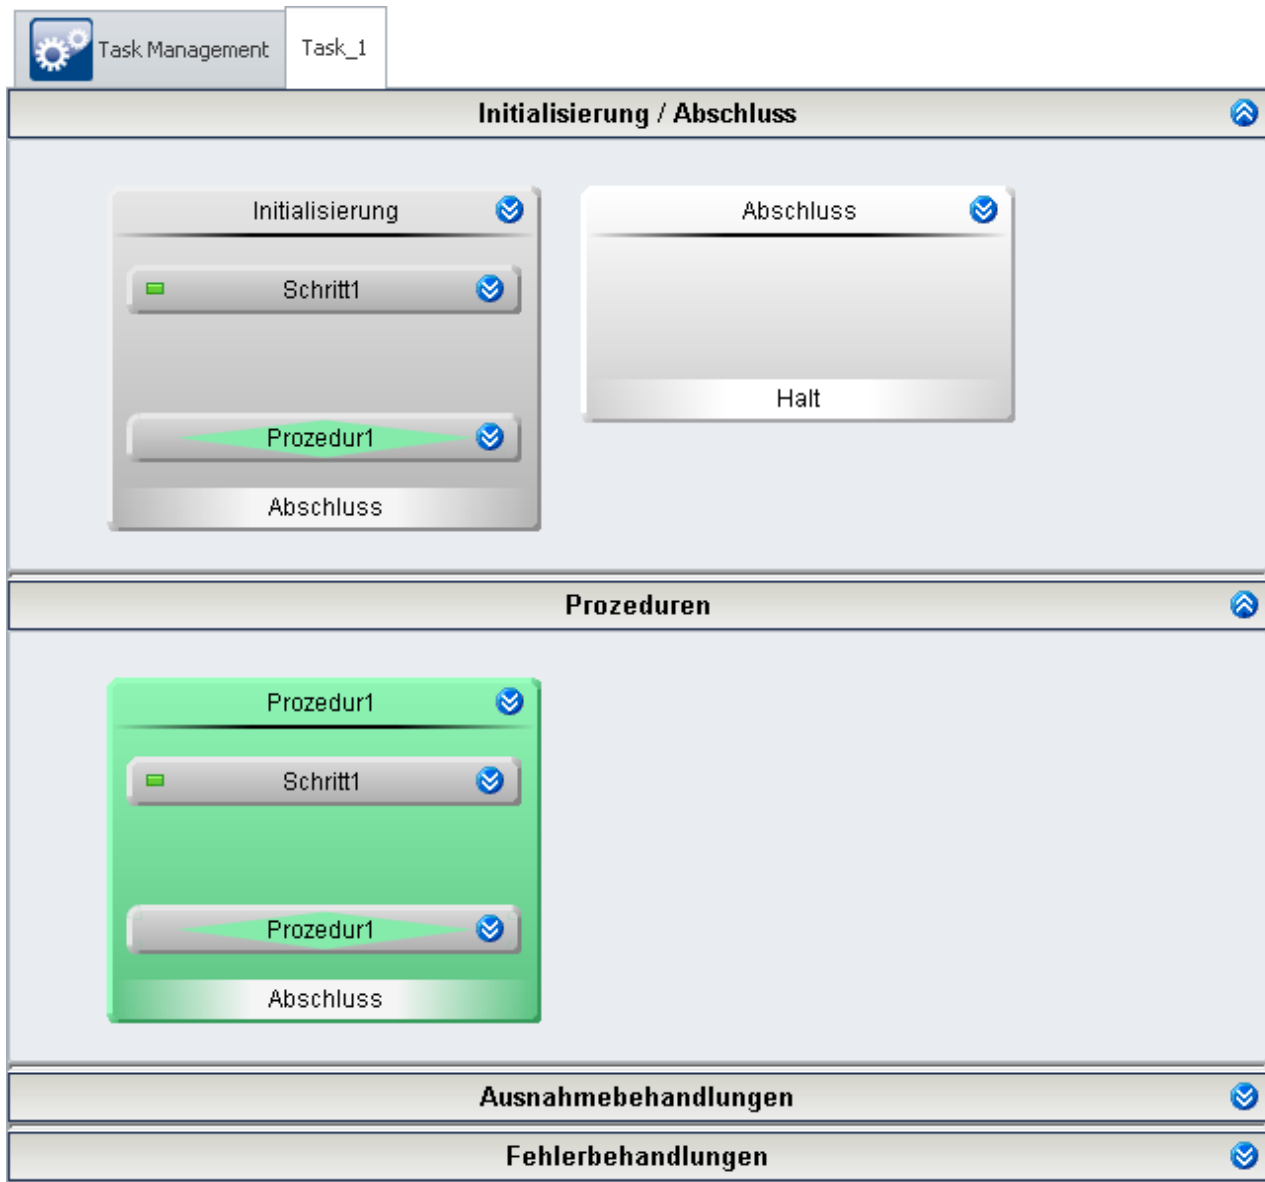 Task Management
Task_1
Initialisierung / Abschluss
Initialisierung
Abschluss
Schritt1
Halt
Prozedur1
Abschluss
Prozeduren
Prozedur1
Schritt1
Prozedur1
Abschluss
Ausnahmebehandlungen
Fehlerbehandlungen